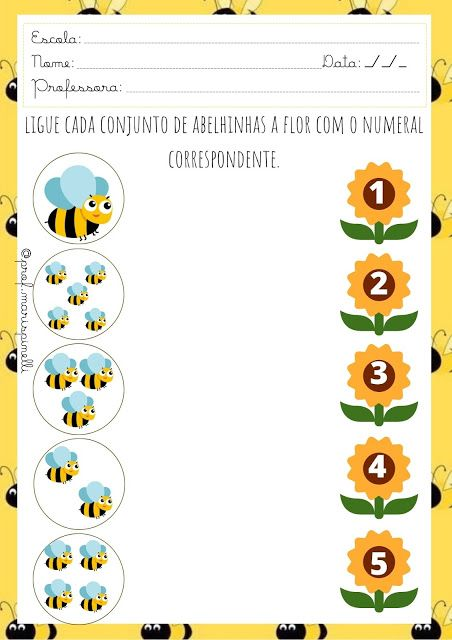 Escola:
Nome: Data: _/_/_
Professora:
LIGUE CADA CONJUNTO DE ABELHINHAS A FLOR COM O NUMERAL
CORRESPONDENTE.
@prof.marispinelli
1
2
3
4
5